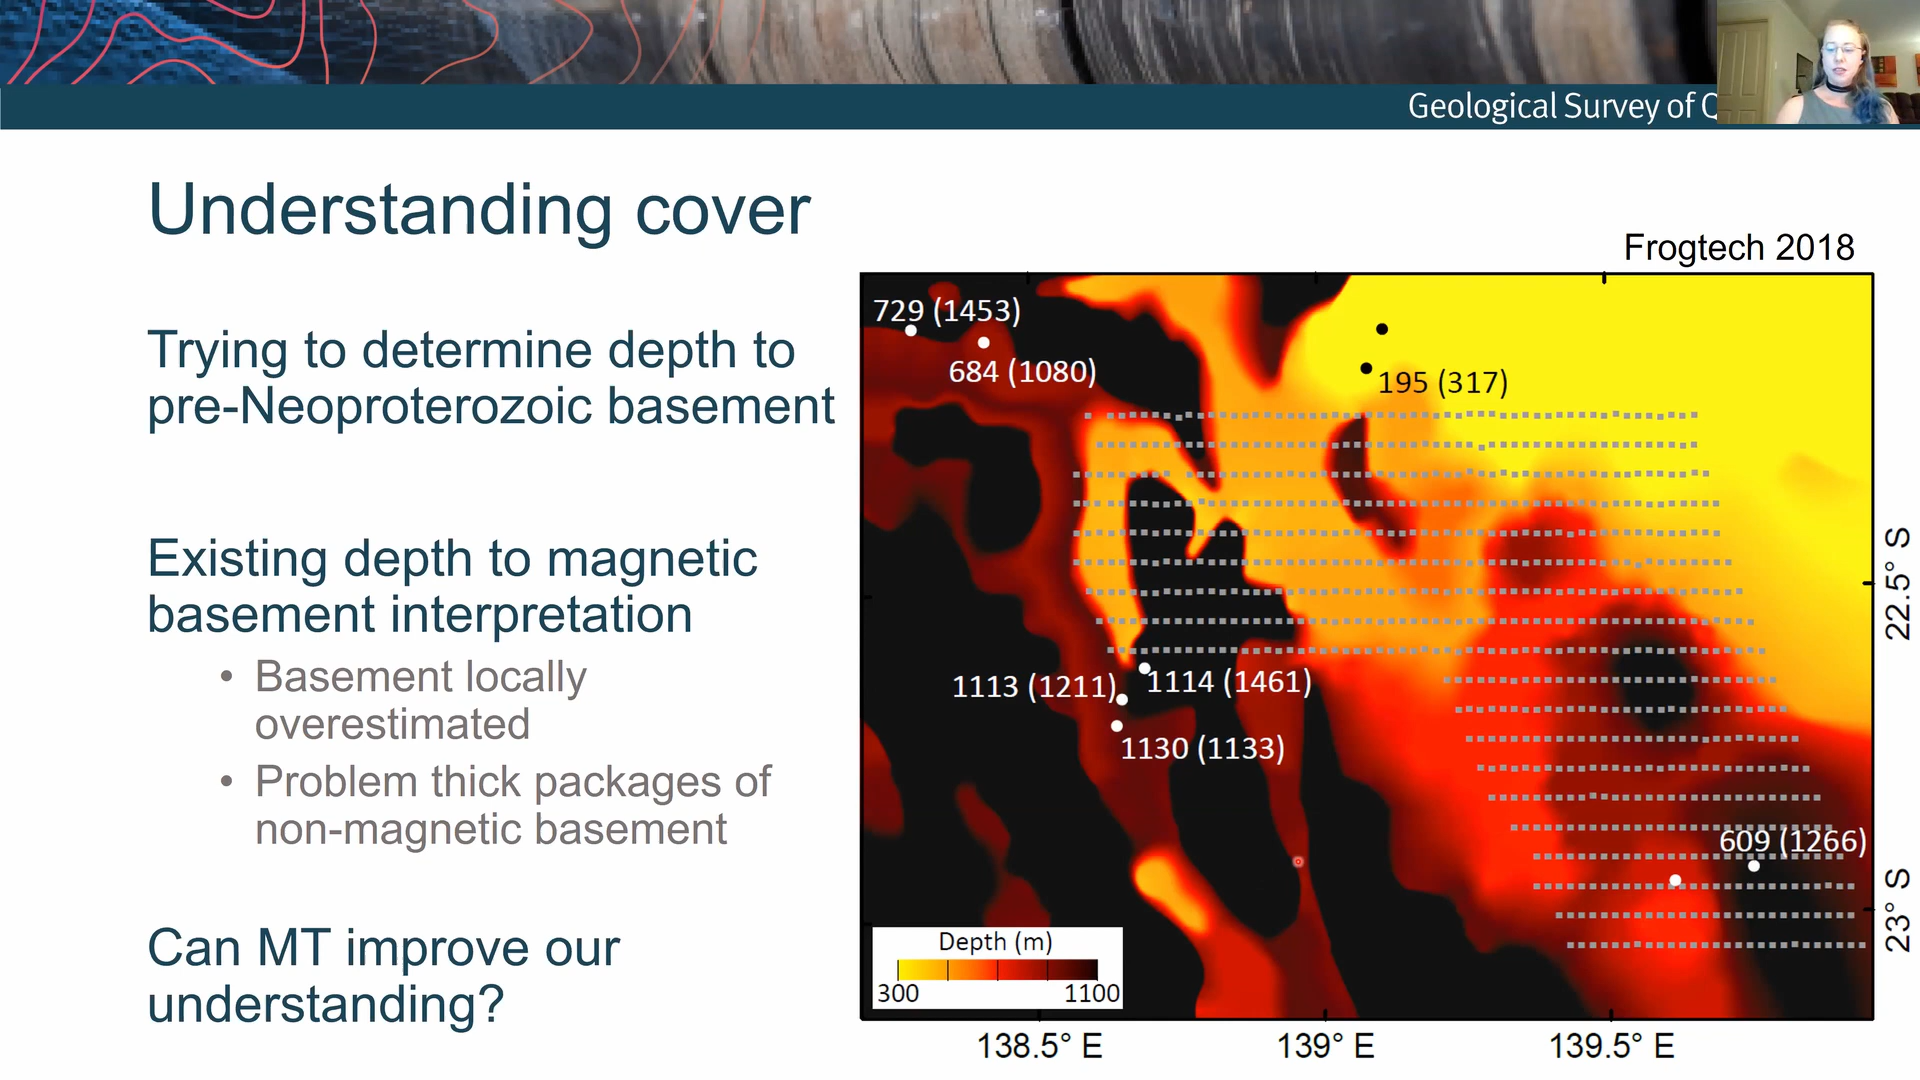 Geological Survey of
Understanding cover
Frogtech 2018
Trying to determine depth to
pre-Neoproterozoic basement
Existing depth to magnetic
basement interpretation
• Basement locally
overestimated
• Problem thick packages of
non-magnetic basement
Can MT improve our
understanding?
729 (1453)
684 (1080)
195 (317)
1113 (1211)
1114 (1461)
1130 (1133)
609 (1266)
Depth (m)
300
1100
22.5° S
23° S
138.5° E
139° E
139.5° E